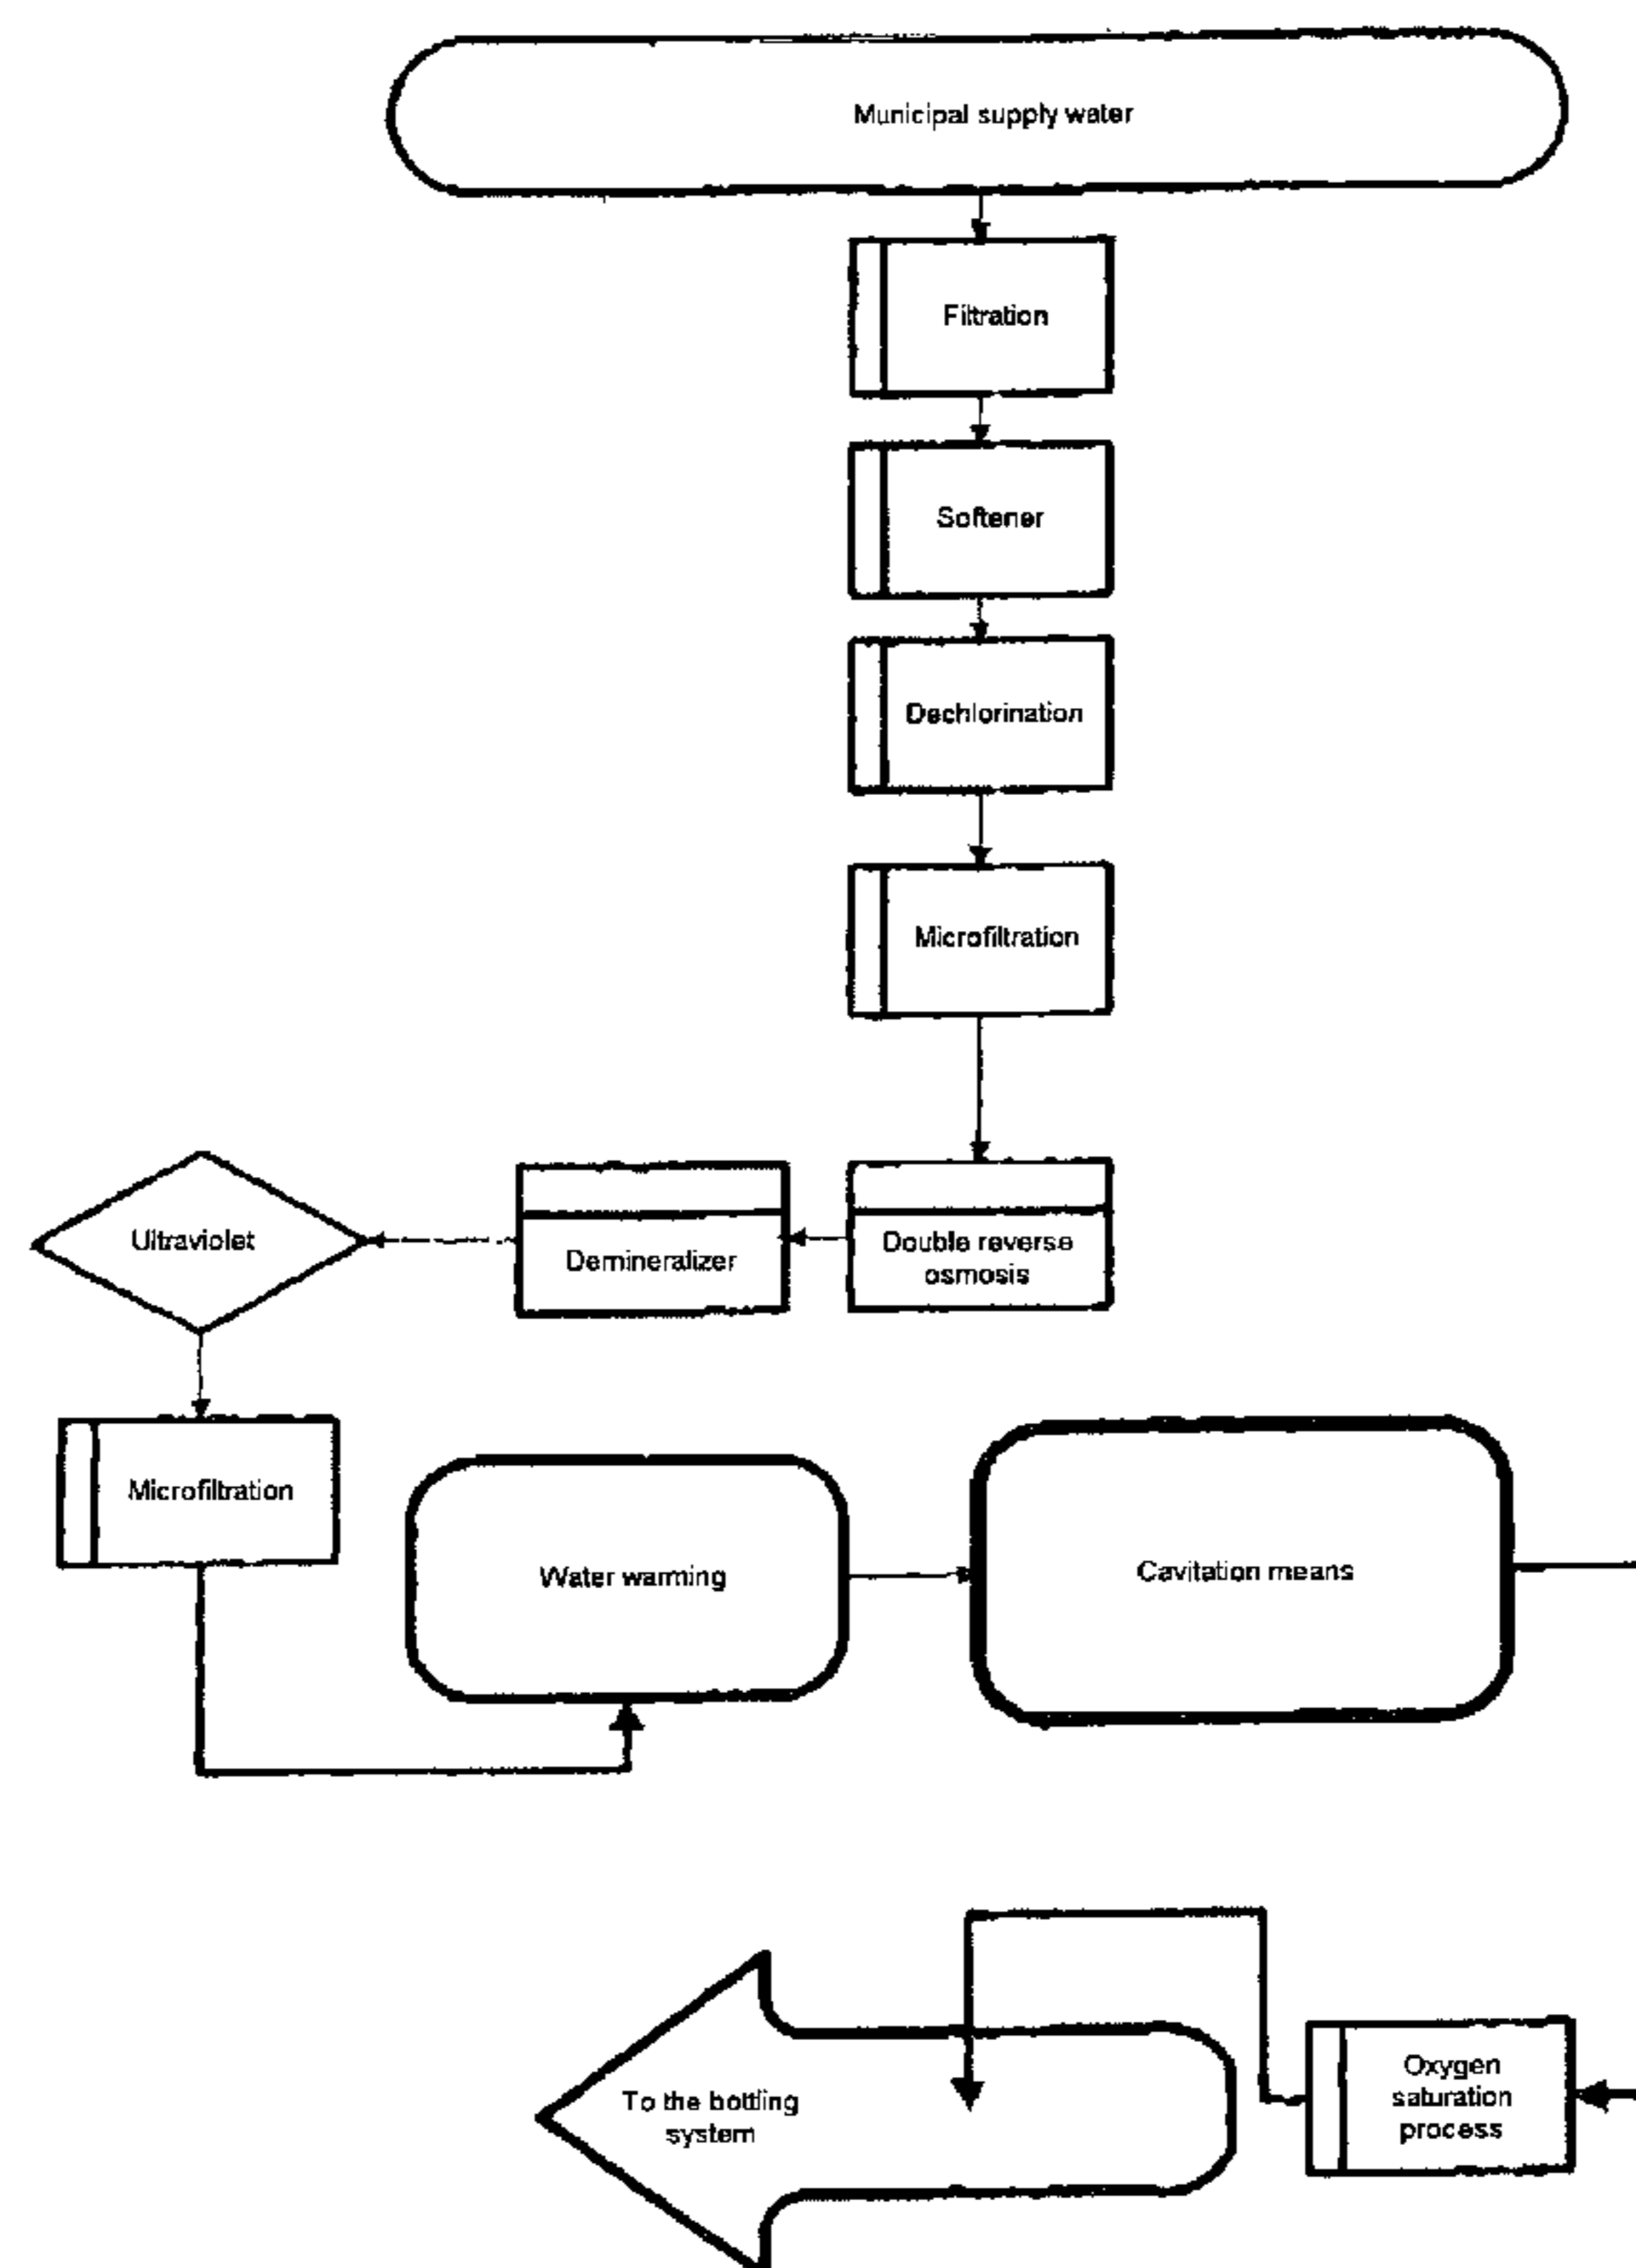 Municipal supply water
Filtration
Softener
Dechlorination
Microfiltration
Double reverse
osmosis
Demineralizer
Ultraviolet
Microfiltration
Water warming
Cavitation means
Oxygen
saturation
process
To the bottling
system